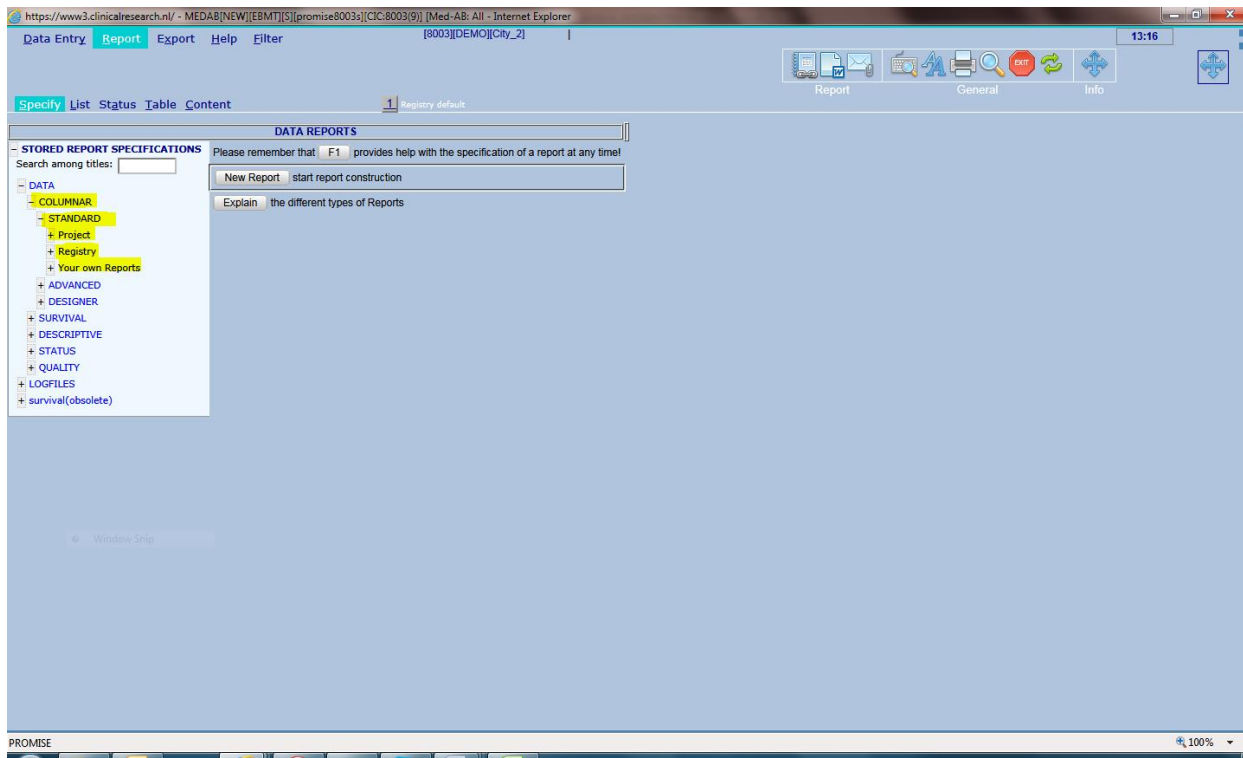 https://www3.clinicalresearch.nl/ - MEDAB[NEW][EBMT][S][promise8003s][CIC:8003(9)] [Med-AB: All - Internet Explorer
Data Entry Report Export Help Filter [8003][DEMO][City_2] | 13:16
EXIT
Report General Info
Specify List Status Table Content 1 Registry default
DATA REPORTS
- STORED REPORT SPECIFICATIONS
Search among titles:
- DATA
- COLUMNAR
- STANDARD
+ Project
+ Registry
+ Your own Reports
+ ADVANCED
+ DESIGNER
+ SURVIVAL
+ DESCRIPTIVE
+ STATUS
+ QUALITY
+ LOGFILES
+ survival(obsolete)
Please remember that F1 provides help with the specification of a report at any time!
New Report start report construction
Explain the different types of Reports
Window Snip
PROMISE 100%